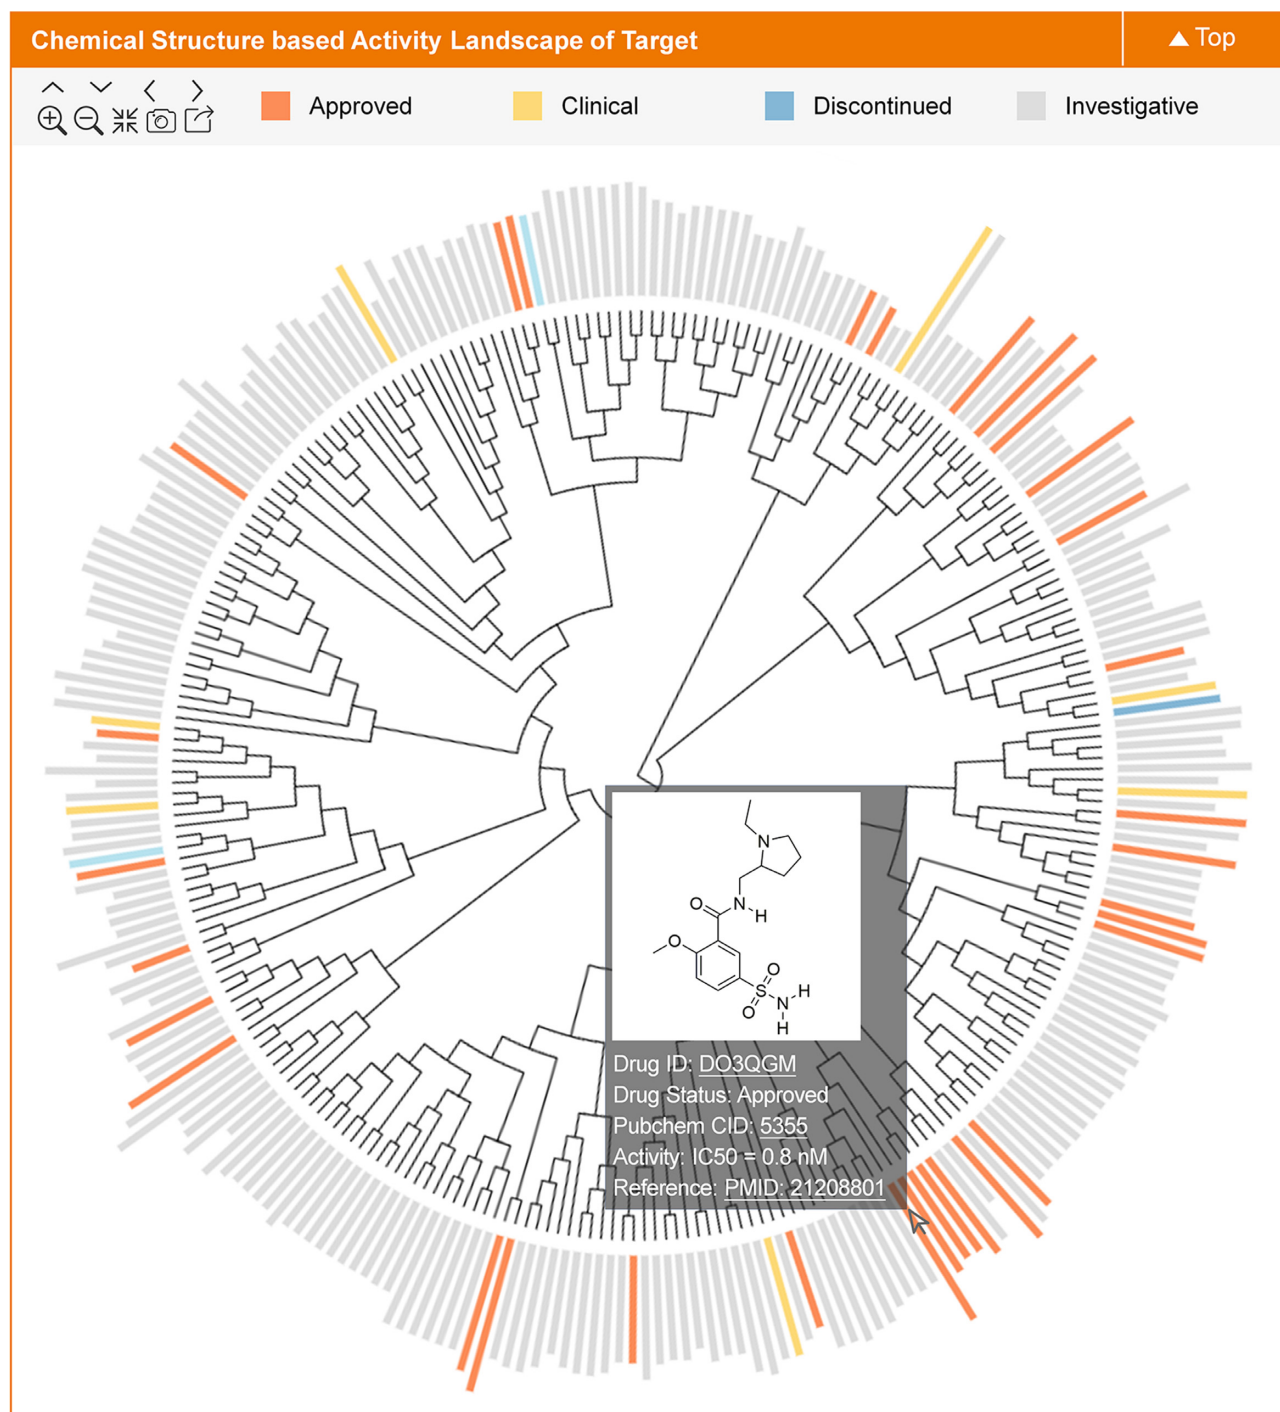 Chemical Structure based Activity Landscape of Target
Top
Approved
Clinical
Discontinued
Investigative
N
O
N
H
O
O
S
O
N
H
H
Drug ID: DO3QGM
Drug Status: Approved
Pubchem CID: 5355
Activity: IC50 = 0.8 nM
Reference: PMID: 21208801